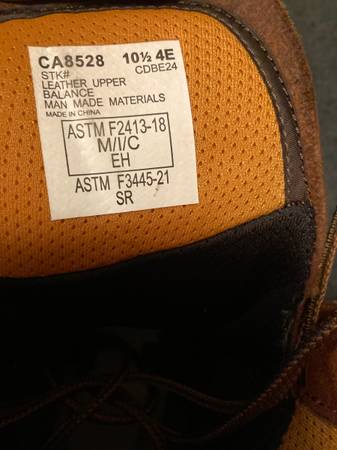 CA8528 10½ 4E
STK# CDBE24
LEATHER UPPER
BALANCE
MAN MADE MATERIALS
MADE IN CHINA
ASTM F2413-18
M/I/C
EH
ASTM F3445-21
SR